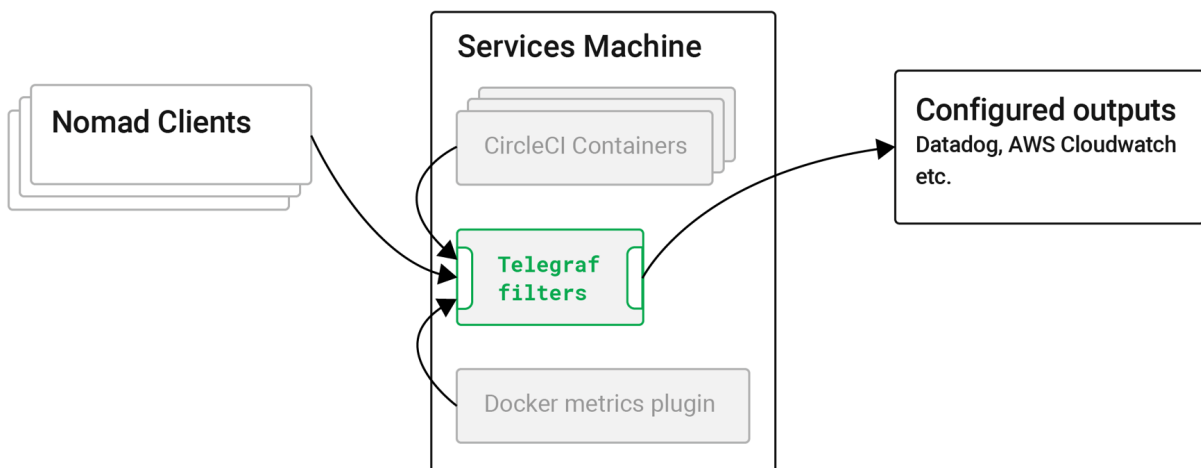 Services Machine
Nomad Clients
CircleCI Containers
Telegraf
filters
Docker metrics plugin
Configured outputs
Datadog, AWS Cloudwatch
etc.